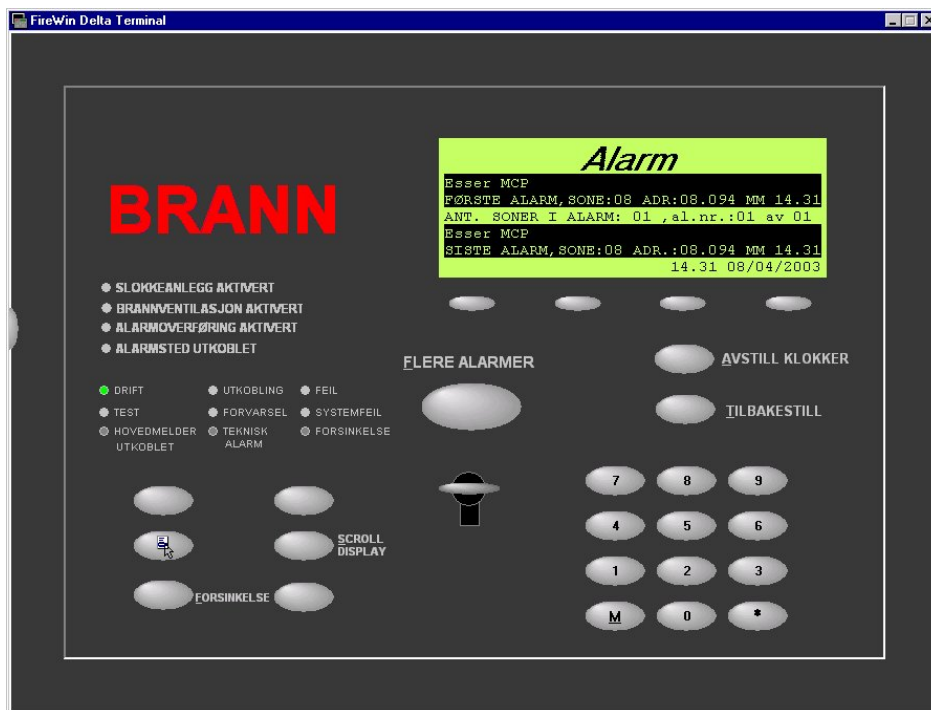 FireWin Delta Terminal
BRANN
Alarm
Esser MCP
FØRSTE ALARM,SONE:08 ADR:08.094 MM 14.31
ANT. SONER I ALARM: 01 ,al.nr.:01 av 01
Esser MCP
SISTE ALARM,SONE:08 ADR.:08.094 MM 14.31
14.31 08/04/2003
SLOKKEANLEGG AKTIVERT
BRANNVENTILASJON AKTIVERT
ALARMOVERFØRING AKTIVERT
ALARMSTED UTKOBLET
DRIFT UTKOBLING FEIL
TEST FORVARSEL SYSTEMFEIL
HOVEDMELDER TEKNISK FORSINKELSE
UTKOBLET ALARM
FLERE ALARMER
AVSTILL KLOKKER
TILBAKESTILL
SCROLL
DISPLAY
FORSINKELSE
7 8 9
4 5 6
1 2 3
M 0 *